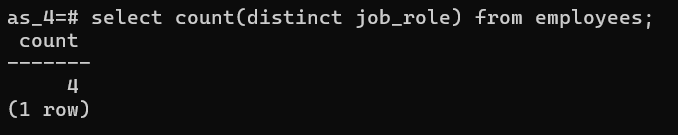 as_4=# select count(distinct job_role) from employees;
 count
-------
     4
(1 row)